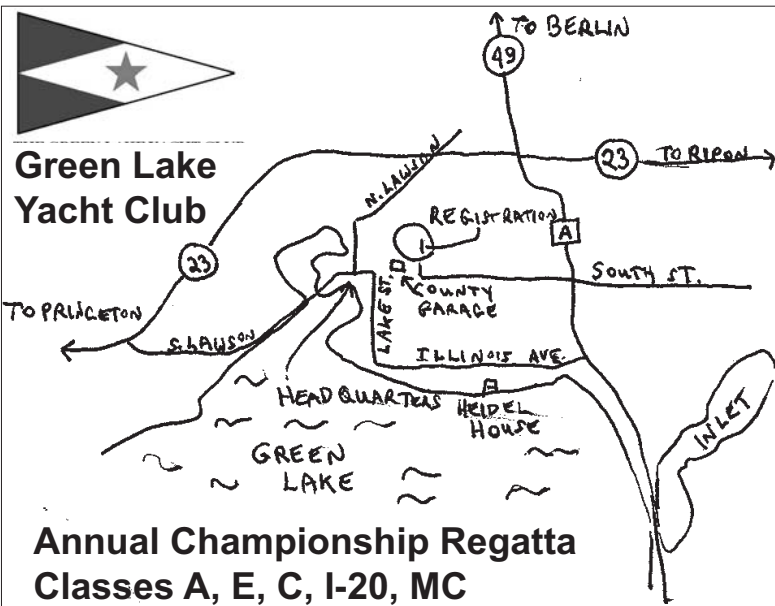 TO BERLIN
49
Green Lake
Yacht Club
N. LAWSON
23
TO RIPON
REGISTRATION
A
23
SOUTH ST.
COUNTY
GARAGE
LAKE ST.
TO PRINCETON
S. LAWSON
ILLINOIS AVE.
HEADQUARTERS
HEIDEL
HOUSE
INLET
GREEN
LAKE
Annual Championship Regatta
Classes A, E, C, I-20, MC